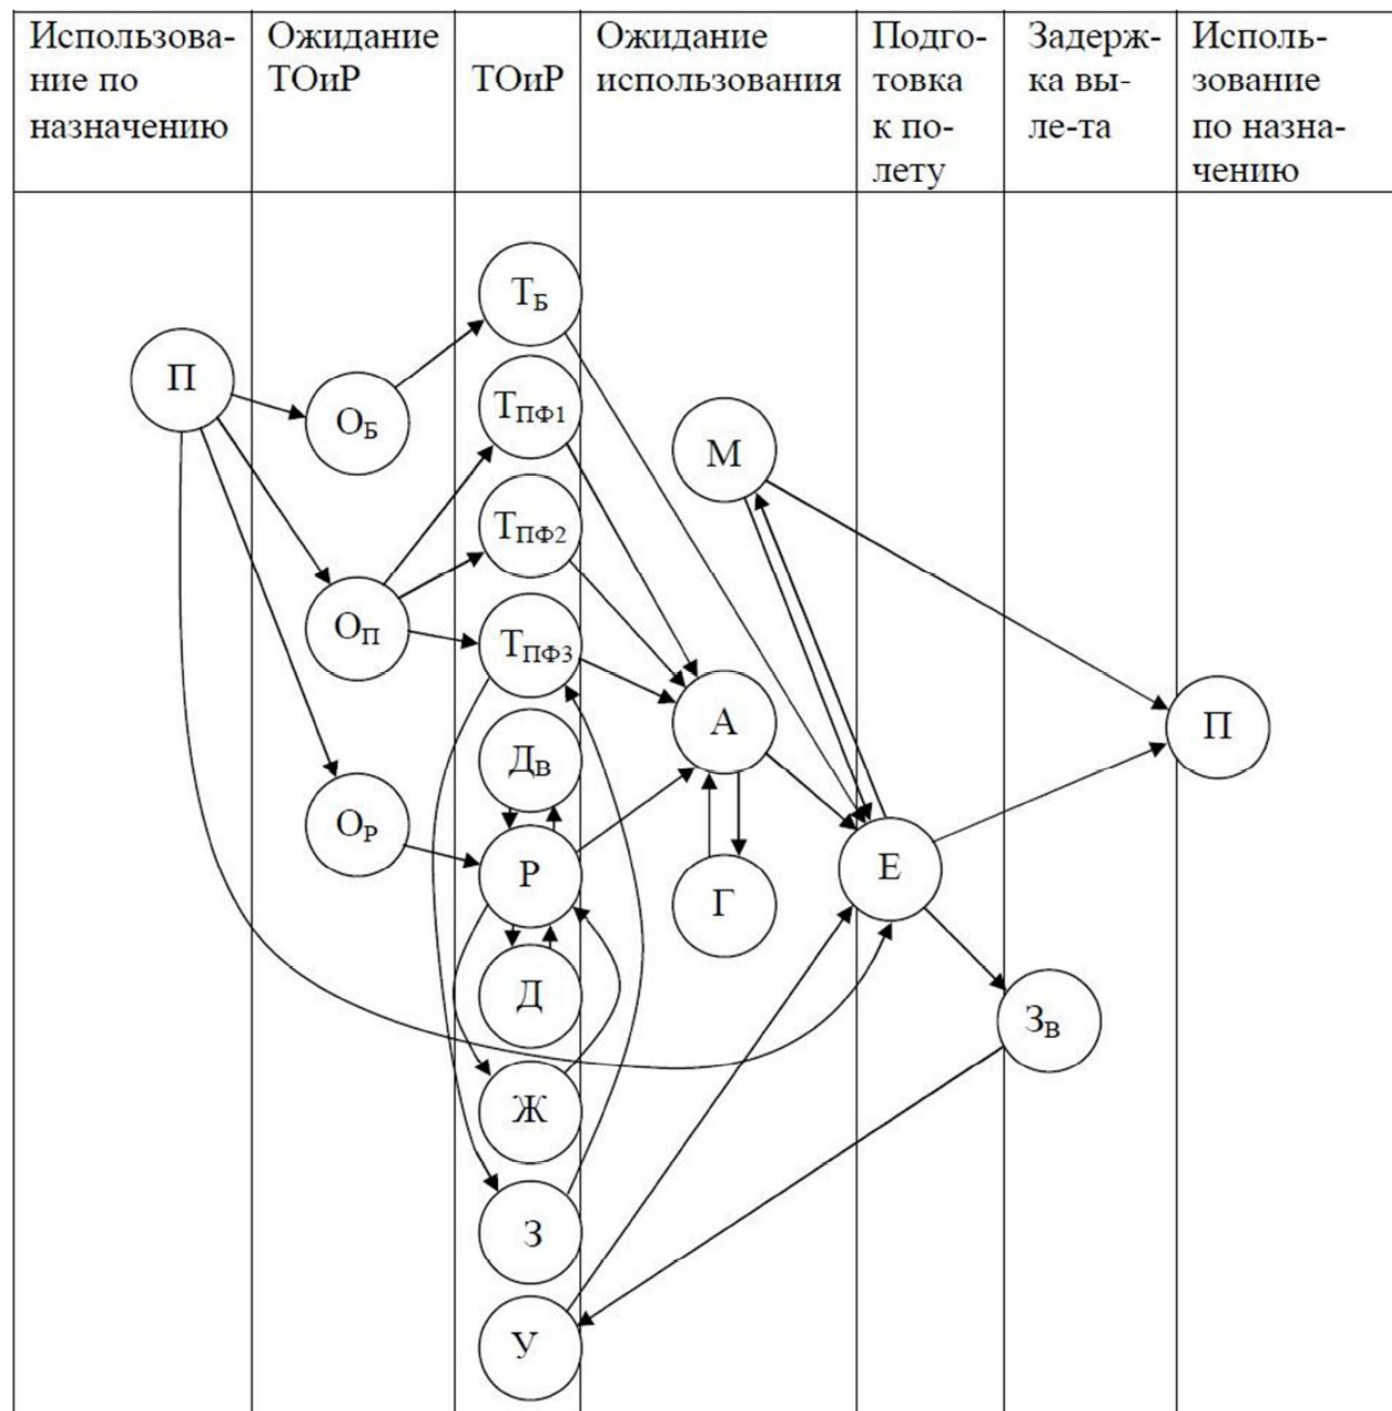 Использова-
ние по
назначению
Ожидание
ТОиР
ТОиР
Ожидание
использования
Подго-
товка
к по-
лету
Задерж-
ка вы-
ле-та
Исполь-
зование
по назна-
чению
ТБ
П
ТПФ1
ОБ
М
ТПФ2
ОП
ТПФ3
А
П
ДВ
ОР
Р
Е
Г
Д
ЗВ
Ж
З
У